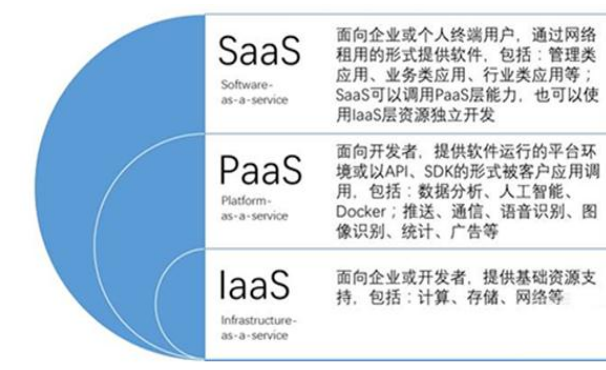 SaaS
Software-
as-a-service
面向企业或个人终端用户，通过网络
租用的形式提供软件，包括：管理类
应用、业务类应用、行业类应用等；
SaaS可以调用PaaS层能力，也可以使
用IaaS层资源独立开发
PaaS
Platform-
as-a-service
面向开发者，提供软件运行的平台环
境或以API、SDK的形式被客户应用调
用，包括：数据分析、人工智能、
Docker；推送、通信、语音识别、图
像识别、统计、广告等
IaaS
Infrastructure-
as-a-service
面向企业或开发者，提供基础资源支
持，包括：计算、存储、网络等